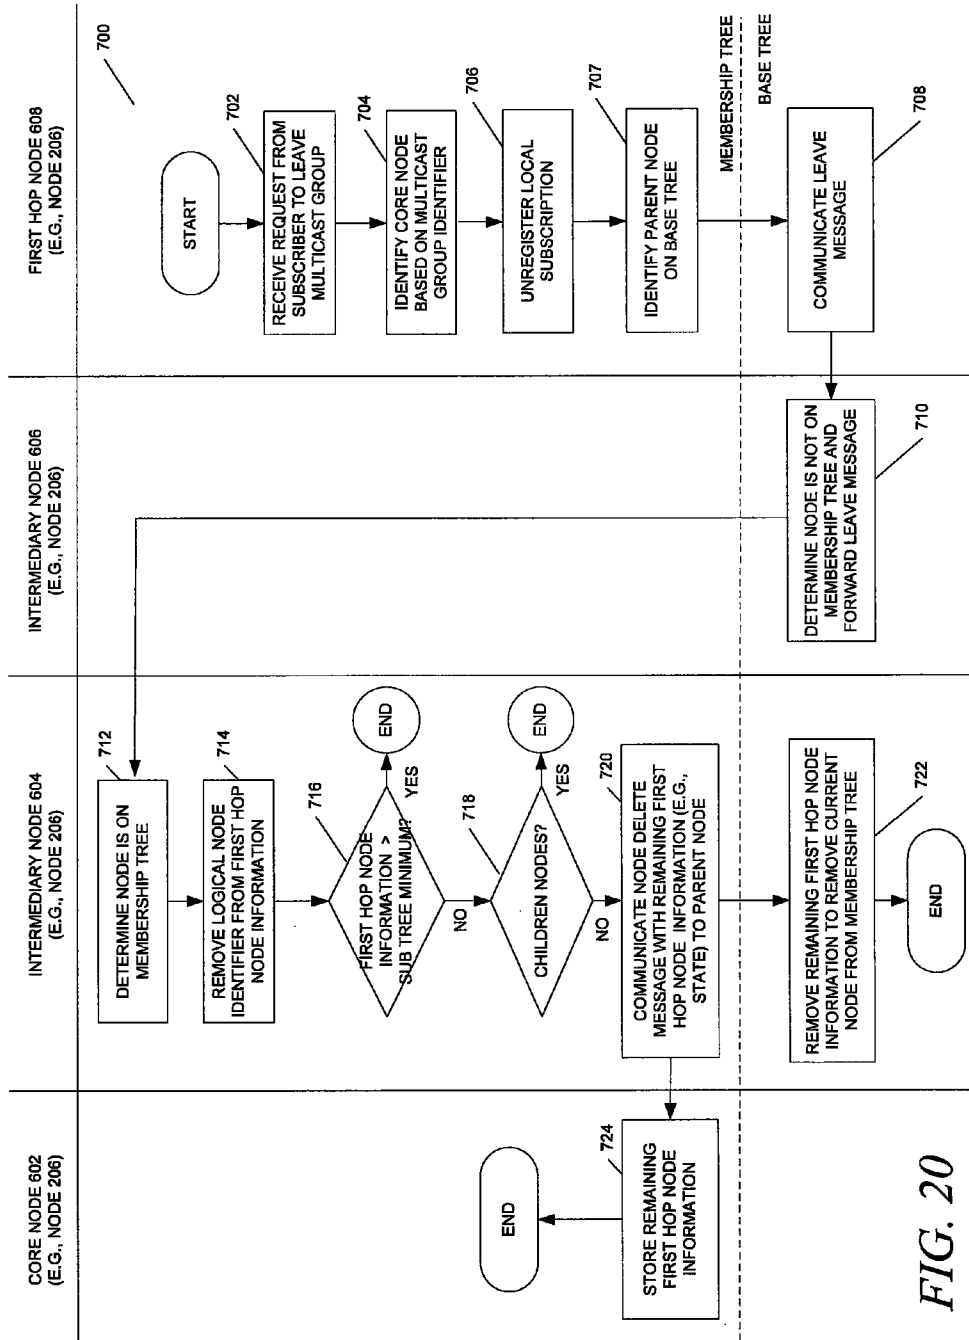 CORE NODE 602
(E.G., NODE 206)
INTERMEDIARY NODE 604
(E.G., NODE 206)
INTERMEDIARY NODE 606
(E.G., NODE 206)
FIRST HOP NODE 608
(E.G., NODE 206)
700
START
702
RECEIVE REQUEST FROM
SUBSCRIBER TO LEAVE
MULTICAST GROUP
704
IDENTIFY CORE NODE
BASED ON MULTICAST
GROUP IDENTIFIER
706
UNREGISTER LOCAL
SUBSCRIPTION
707
IDENTIFY PARENT NODE
ON BASE TREE
MEMBERSHIP TREE
BASE TREE
708
COMMUNICATE LEAVE
MESSAGE
710
DETERMINE NODE IS NOT ON
MEMBERSHIP TREE AND
FORWARD LEAVE MESSAGE
712
DETERMINE NODE IS ON
MEMBERSHIP TREE
714
REMOVE LOGICAL NODE
IDENTIFIER FROM FIRST HOP
NODE INFORMATION
716
FIRST HOP NODE
INFORMATION >
SUB TREE MINIMUM?
YES
END
NO
718
CHILDREN NODES?
YES
END
NO
720
COMMUNICATE NODE DELETE
MESSAGE WITH REMAINING FIRST
HOP NODE INFORMATION (E.G.,
STATE) TO PARENT NODE
722
REMOVE REMAINING FIRST HOP NODE
INFORMATION TO REMOVE CURRENT
NODE FROM MEMBERSHIP TREE
END
724
STORE REMAINING
FIRST HOP NODE
INFORMATION
END
FIG. 20